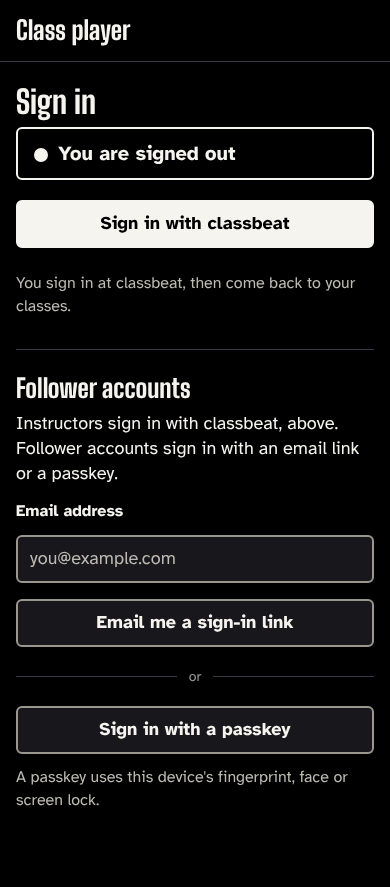 Class player
Sign in
You are signed out
Sign in with classbeat
You sign in at classbeat, then come back to your
classes.
Follower accounts
Instructors sign in with classbeat, above.
Follower accounts sign in with an email link
or a passkey.
Email address
you@example.com
Email me a sign-in link
or
Sign in with a passkey
A passkey uses this device's fingerprint, face or
screen lock.